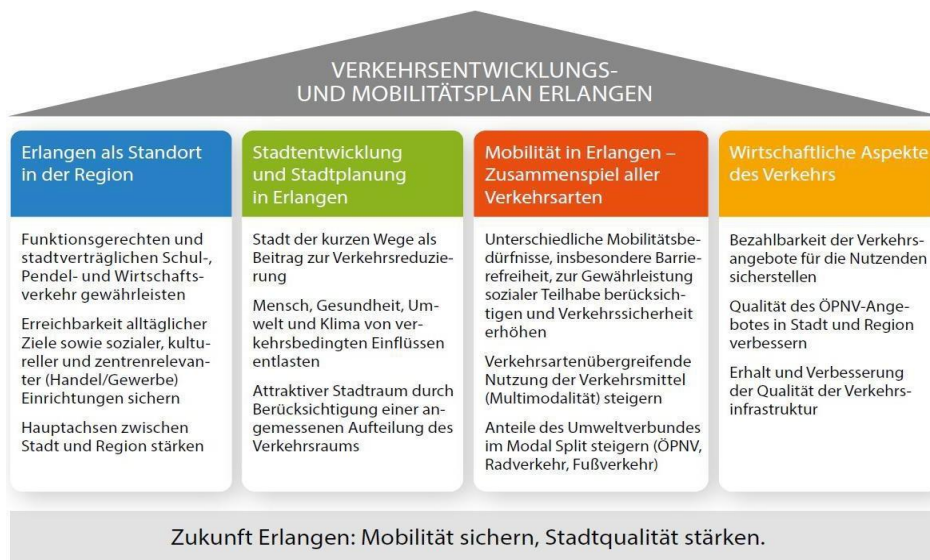 VERKEHRSENTWICKLUNGS-
UND MOBILITÄTSPLAN ERLANGEN
Erlangen als Standort
in der Region
Funktionsgerechten und
stadtverträglichen Schul-,
Pendel- und Wirtschafts-
verkehr gewährleisten
Erreichbarkeit alltäglicher
Ziele sowie sozialer, kultu-
reller und zentrenrelevan-
ter (Handel/Gewerbe)
Einrichtungen sichern
Hauptachsen zwischen
Stadt und Region stärken
Stadtentwicklung
und Stadtplanung
in Erlangen
Stadt der kurzen Wege als
Beitrag zur Verkehrsreduzie-
rung
Mensch, Gesundheit, Um-
welt und Klima von ver-
kehrsbedingten Einflüssen
entlasten
Attraktiver Stadtraum durch
Berücksichtigung einer an-
gemessenen Aufteilung des
Verkehrsraums
Mobilität in Erlangen –
Zusammenspiel aller
Verkehrsarten
Unterschiedliche Mobilitätsbe-
dürfnisse, insbesondere Barrie-
refreiheit, zur Gewährleistung
sozialer Teilhabe berücksich-
tigen und Verkehrssicherheit
erhöhen
Verkehrsartenübergreifende
Nutzung der Verkehrsmittel
(Multimodalität) steigern
Anteile des Umweltverbundes
im Modal Split steigern (ÖPNV,
Radverkehr, Fußverkehr)
Wirtschaftliche Aspekte
des Verkehrs
Bezahlbarkeit der Verkehrs-
angebote für die Nutzenden
sicherstellen
Qualität des ÖPNV-Ange-
botes in Stadt und Region
verbessern
Erhalt und Verbesserung
der Qualität der Verkehrs-
infrastruktur
Zukunft Erlangen: Mobilität sichern, Stadtqualität stärken.